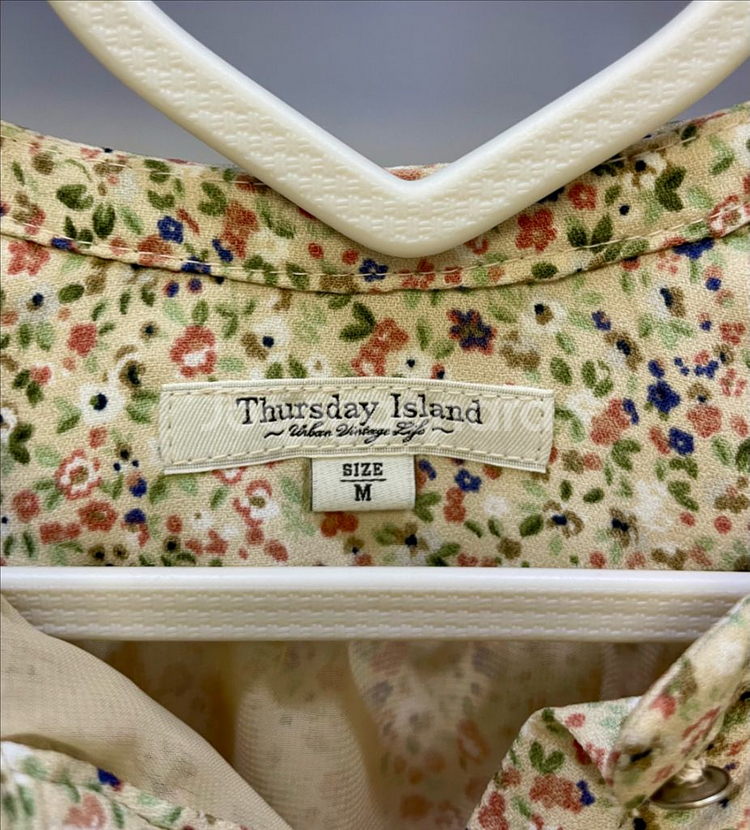 Thursday Island
~ Urban Vintage Life ~
SIZE
M